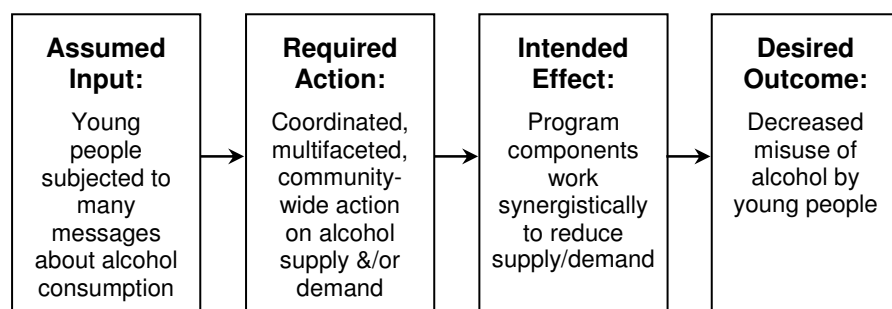 Assumed
Input:
Young
people
subjected to
many
messages
about alcohol
consumption
Required
Action:
Coordinated,
multifaceted,
community-
wide action
on alcohol
supply &/or
demand
Intended
Effect:
Program
components
work
synergistically
to reduce
supply/demand
Desired
Outcome:
Decreased
misuse of
alcohol by
young people